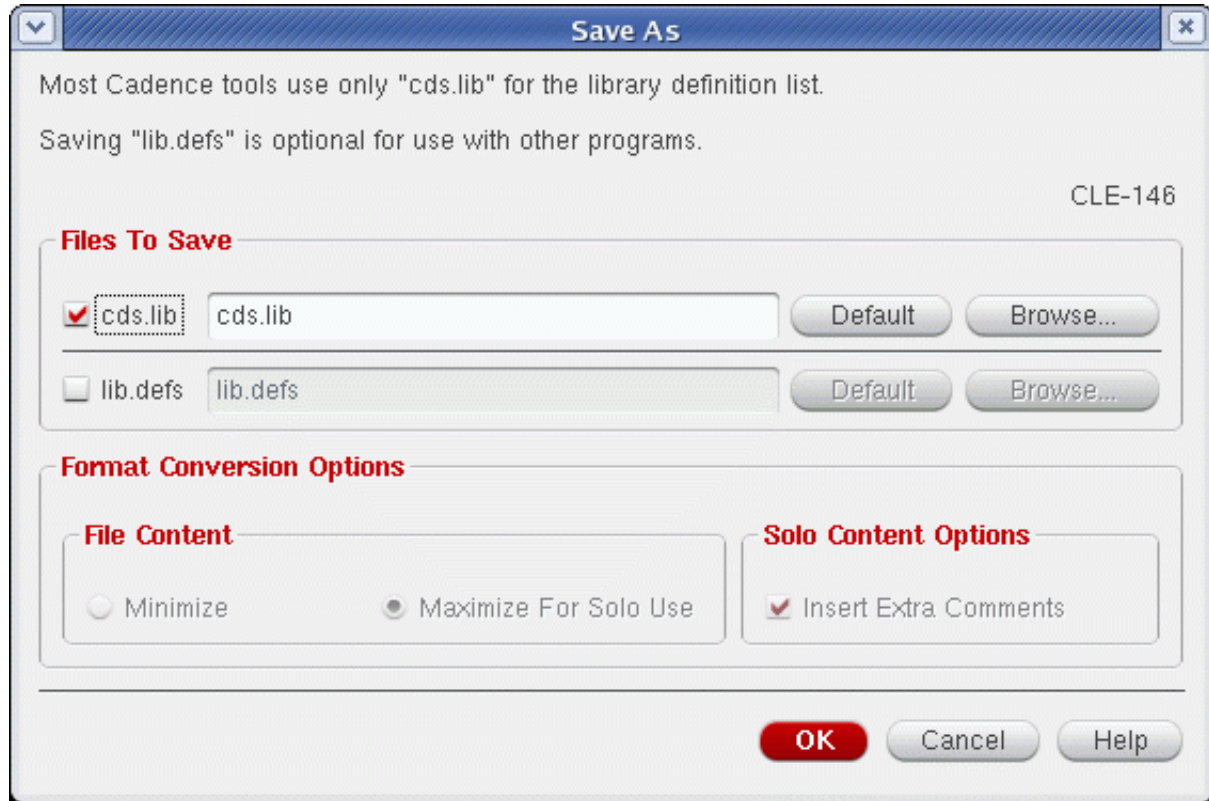 Save As
Most Cadence tools use only "cds.lib" for the library definition list.
Saving "lib.defs" is optional for use with other programs.
CLE-146
Files To Save
cds.lib cds.lib Default Browse...
lib.defs lib.defs Default Browse...
Format Conversion Options
File Content Solo Content Options
Minimize Maximize For Solo Use Insert Extra Comments
OK Cancel Help